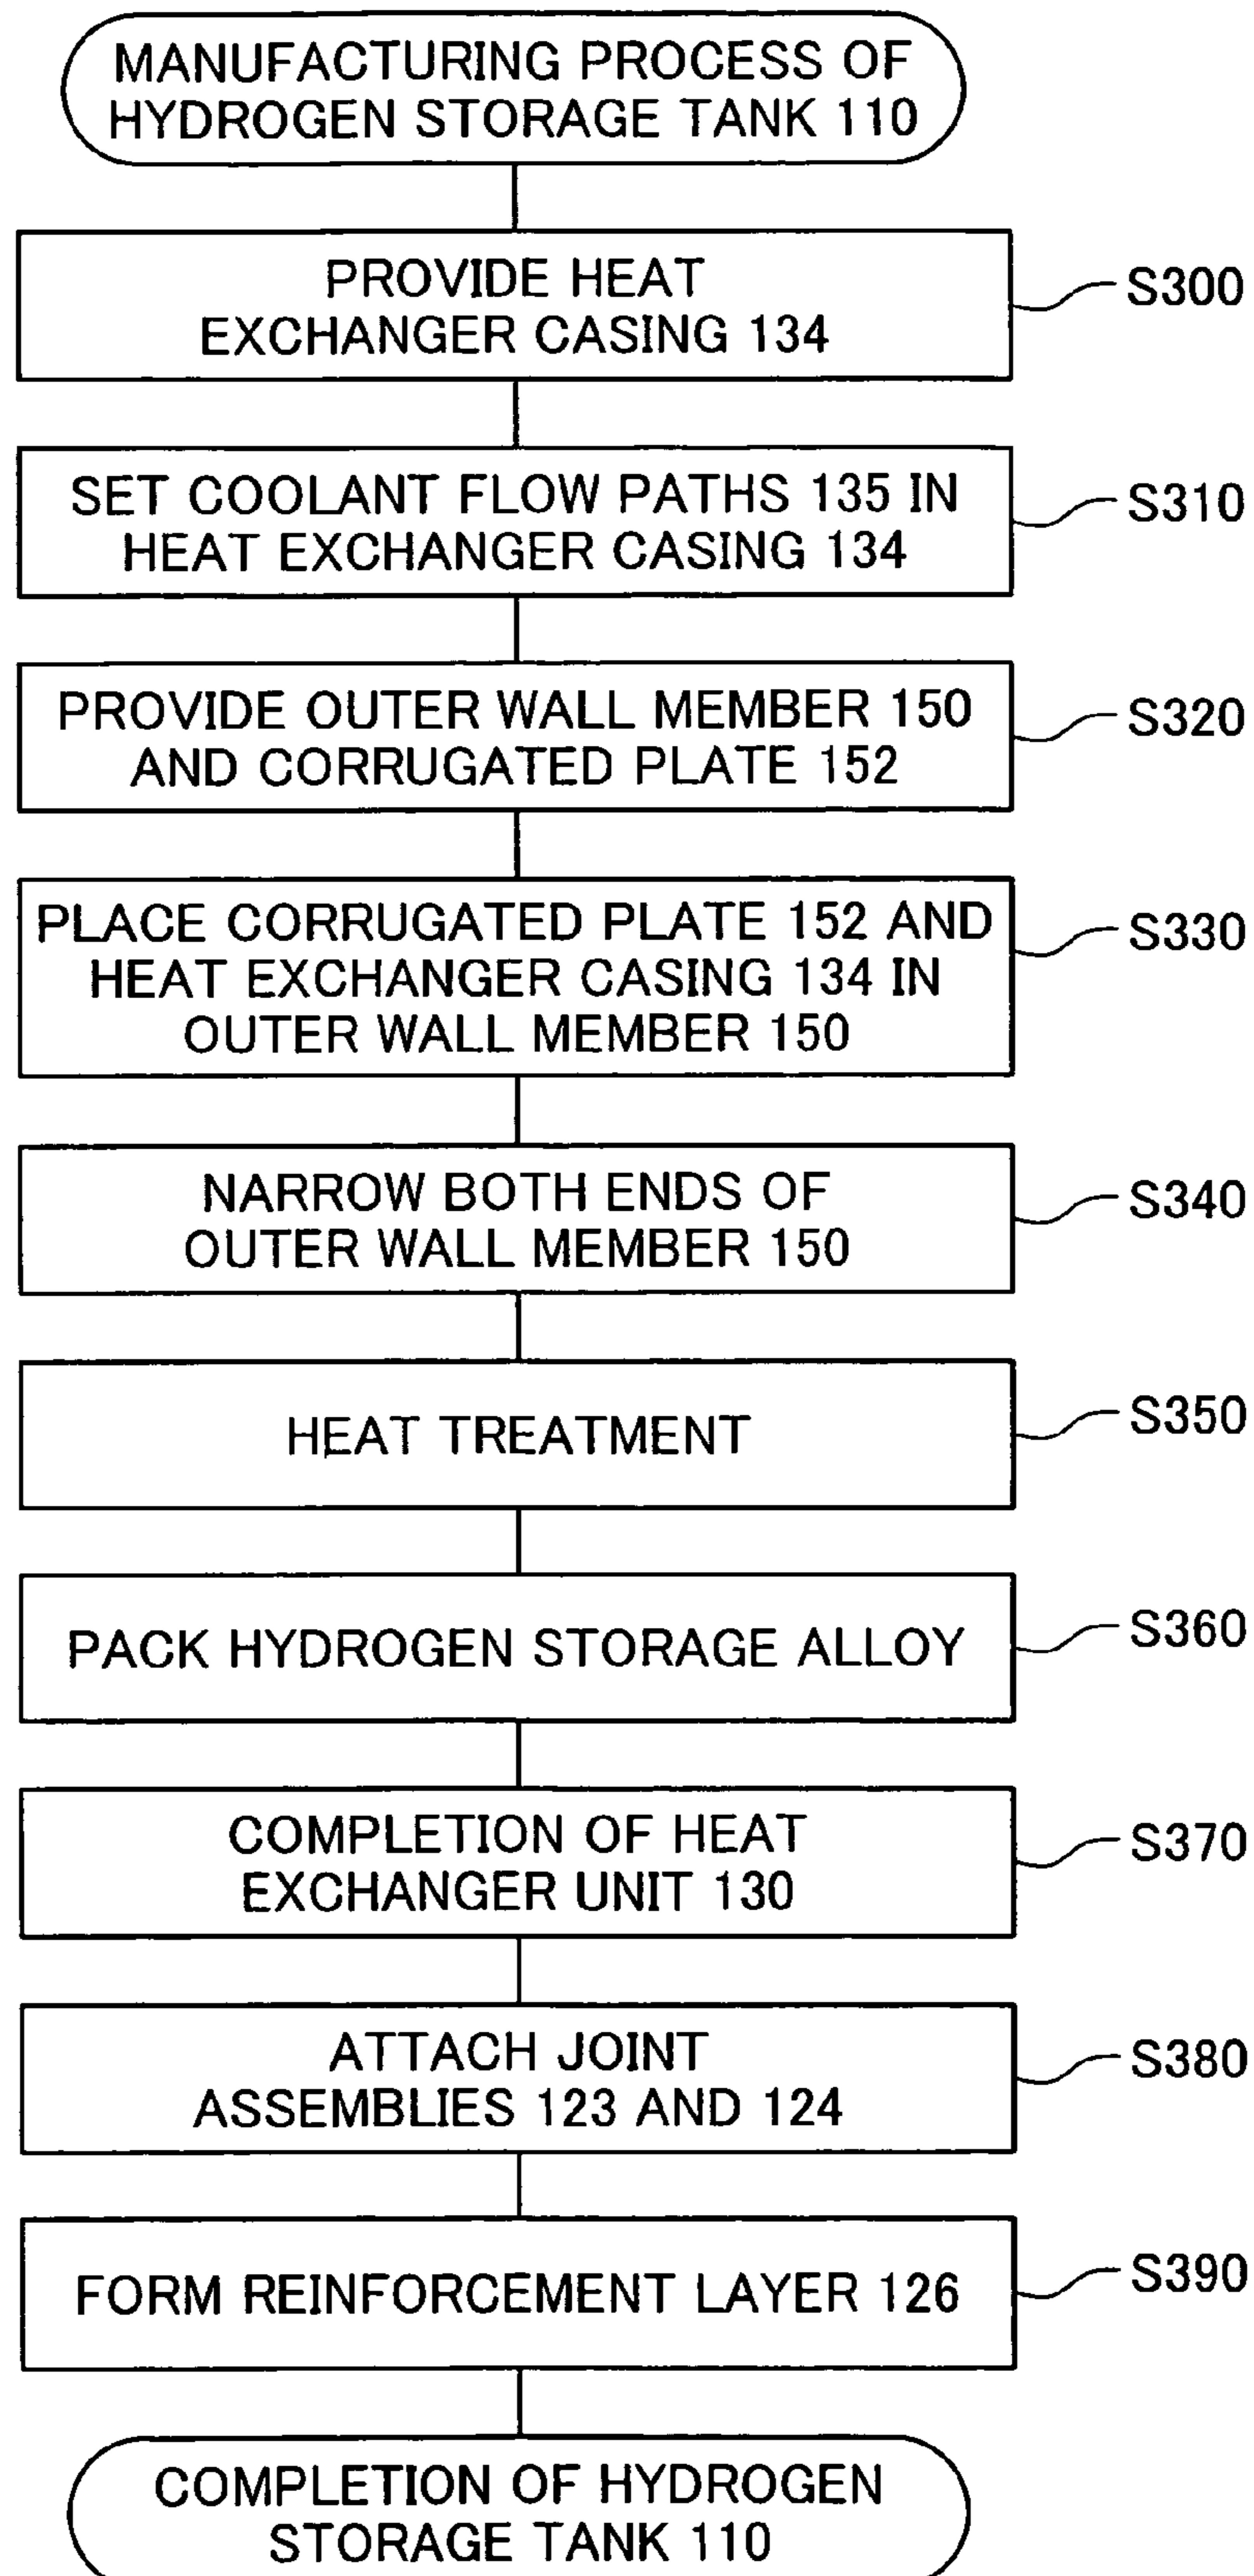 MANUFACTURING PROCESS OF
HYDROGEN STORAGE TANK 110
PROVIDE HEAT
EXCHANGER CASING 134
S300
SET COOLANT FLOW PATHS 135 IN
HEAT EXCHANGER CASING 134
S310
PROVIDE OUTER WALL MEMBER 150
AND CORRUGATED PLATE 152
S320
PLACE CORRUGATED PLATE 152 AND
HEAT EXCHANGER CASING 134 IN
OUTER WALL MEMBER 150
S330
NARROW BOTH ENDS OF
OUTER WALL MEMBER 150
S340
HEAT TREATMENT
S350
PACK HYDROGEN STORAGE ALLOY
S360
COMPLETION OF HEAT
EXCHANGER UNIT 130
S370
ATTACH JOINT
ASSEMBLIES 123 AND 124
S380
FORM REINFORCEMENT LAYER 126
S390
COMPLETION OF HYDROGEN
STORAGE TANK 110